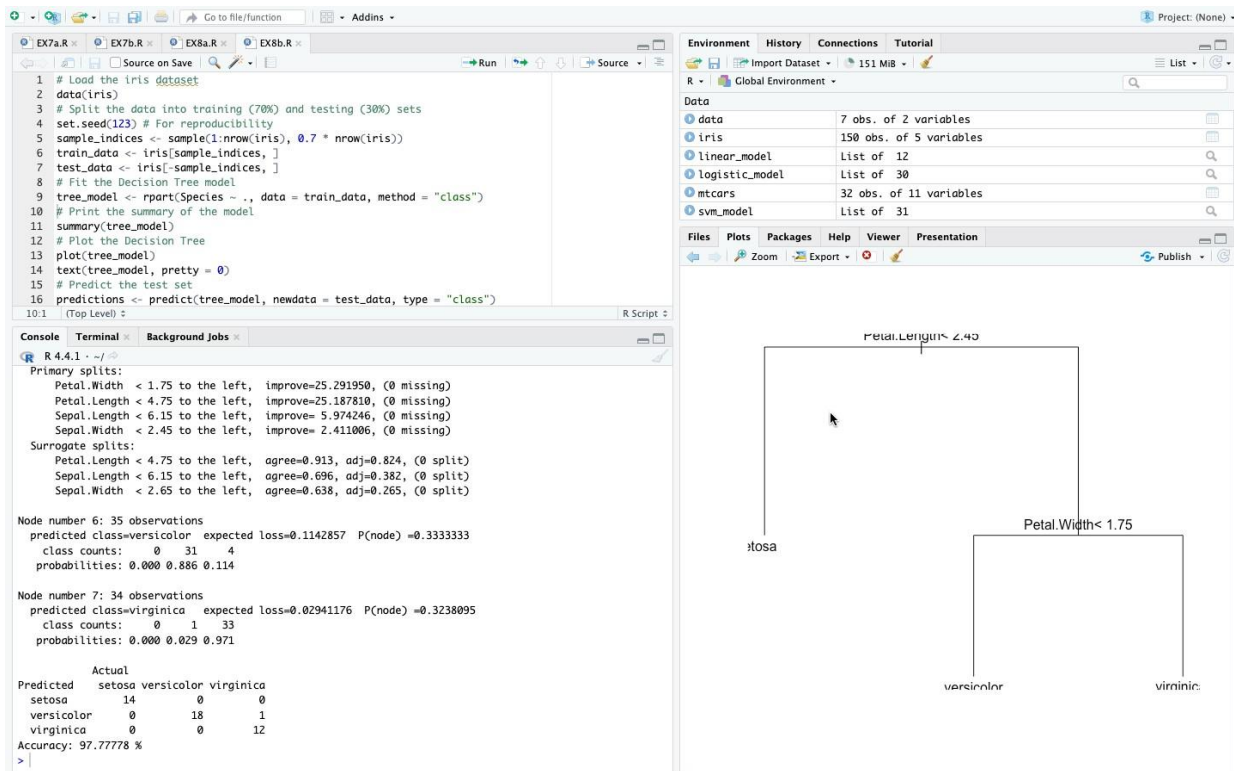 Go to file/function
Addins
Project: (None)
EX7a.R
EX7b.R
EX8a.R
EX8b.R
Source on Save
Run
Source
1 # Load the iris dataset
2 data(iris)
3 # Split the data into training (70%) and testing (30%) sets
4 set.seed(123) # For reproducibility
5 sample_indices <- sample(1:nrow(iris), 0.7 * nrow(iris))
6 train_data <- iris[sample_indices, ]
7 test_data <- iris[-sample_indices, ]
8 # Fit the Decision Tree model
9 tree_model <- rpart(Species ~ ., data = train_data, method = "class")
10 # Print the summary of the model
11 summary(tree_model)
12 # Plot the Decision Tree
13 plot(tree_model)
14 text(tree_model, pretty = 0)
15 # Predict the test set
16 predictions <- predict(tree_model, newdata = test_data, type = "class")
10:1 (Top Level) R Script
Console Terminal Background Jobs
R 4.4.1 · ~/
Primary splits:
Petal.Width < 1.75 to the left, improve=25.291950, (0 missing)
Petal.Length < 4.75 to the left, improve=25.187810, (0 missing)
Sepal.Length < 6.15 to the left, improve= 5.974246, (0 missing)
Sepal.Width < 2.45 to the left, improve= 2.411006, (0 missing)
Surrogate splits:
Petal.Length < 4.75 to the left, agree=0.913, adj=0.824, (0 split)
Sepal.Length < 6.15 to the left, agree=0.696, adj=0.382, (0 split)
Sepal.Width < 2.65 to the left, agree=0.638, adj=0.265, (0 split)
Node number 6: 35 observations
predicted class=versicolor expected loss=0.1142857 P(node) =0.3333333
class counts: 0 31 4
probabilities: 0.000 0.886 0.114
Node number 7: 34 observations
predicted class=virginica expected loss=0.02941176 P(node) =0.3238095
class counts: 0 1 33
probabilities: 0.000 0.029 0.971
Actual
Predicted setosa versicolor virginica
setosa 14 0 0
versicolor 0 18 1
virginica 0 0 12
Accuracy: 97.77778 %
>
Environment History Connections Tutorial
Import Dataset 151 MiB List
R Global Environment
Data
data 7 obs. of 2 variables
iris 150 obs. of 5 variables
linear_model List of 12
logistic_model List of 30
mtcars 32 obs. of 11 variables
svm_model List of 31
Files Plots Packages Help Viewer Presentation
Zoom Export Publish
Petal.Length< 2.45
Petal.Width< 1.75
etosa
versicolor
virginic